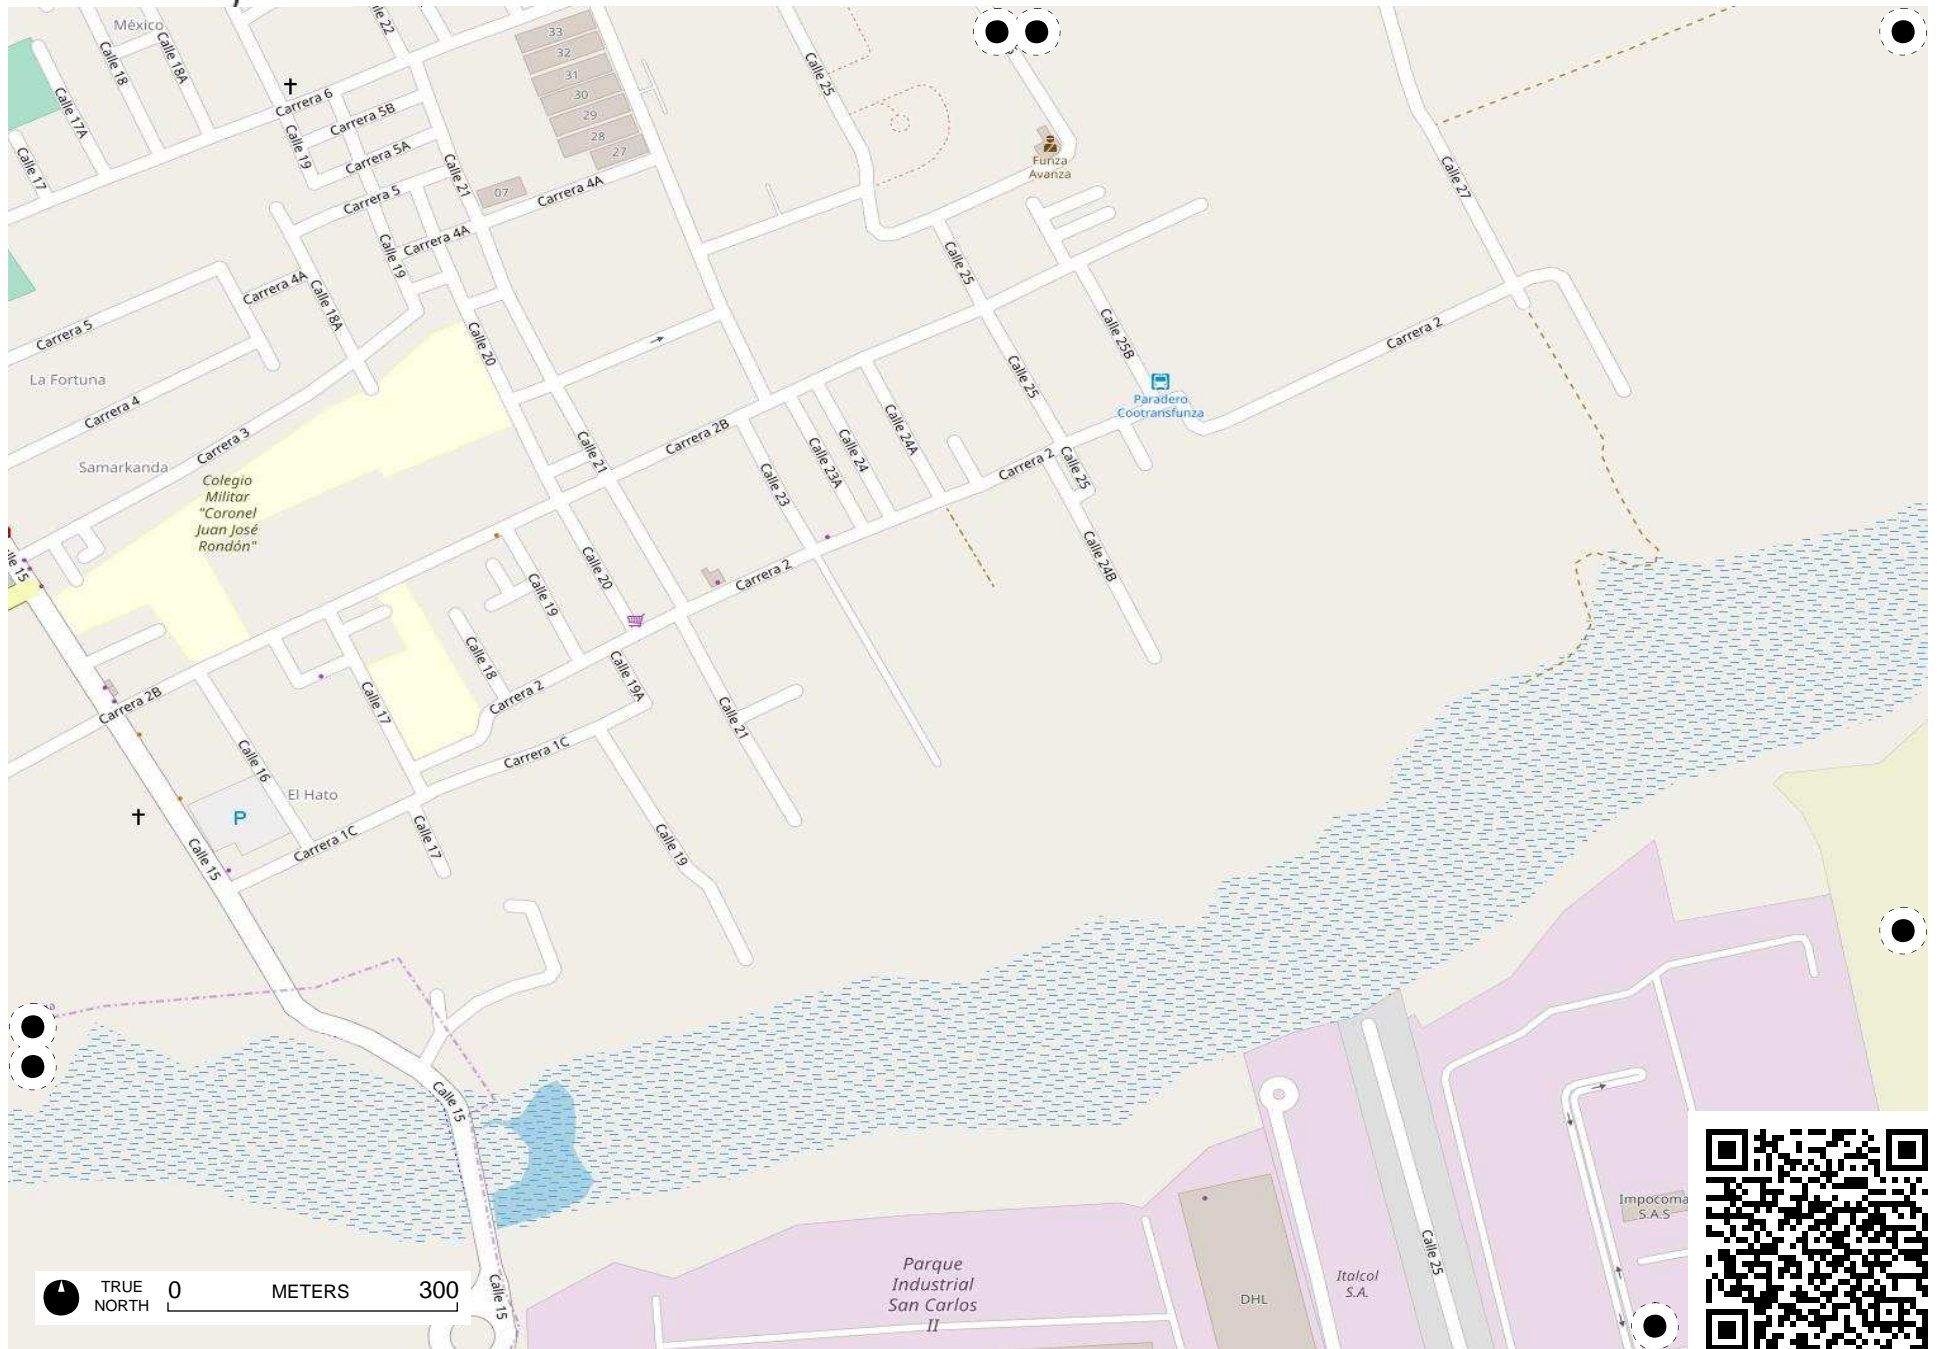 México
Calle 18
Calle 18A
Calle 17A
Calle 17
Carrera 6
Carrera 5B
Carrera 5A
Calle 19
Carrera 5
Calle 21
33
32
31
30
29
28
27
07
Carrera 4A
Carrera 4A
Calle 19
Calle 25
Funza
Avanza
Calle 27
Calle 25
Carrera 4A
Calle 18A
Carrera 5
Calle 20
La Fortuna
Carrera 4
Carrera 3
Samarkanda
Calle 25B
Calle 25
Carrera 2
Paradero
Cootransfunza
Colegio
Militar
"Coronel
Juan José
Rondón"
Calle 21
Carrera 2B
Calle 23
Calle 23A
Calle 24
Calle 24A
Carrera 2
Calle 25
Calle 24B
Calle 20
Calle 19
Carrera 2
Calle 18
Carrera 2
Calle 19A
Calle 21
Calle 17
Carrera 2B
Calle 16
Carrera 1C
El Hato
P
Calle 15
Carrera 1C
Calle 17
Calle 19
Calle 15
Calle 15
Parque
Industrial
San Carlos
II
DHL
Italcol
S.A.
Calle 25
Impocoma
S.A.S
TRUE
NORTH
0 METERS 300